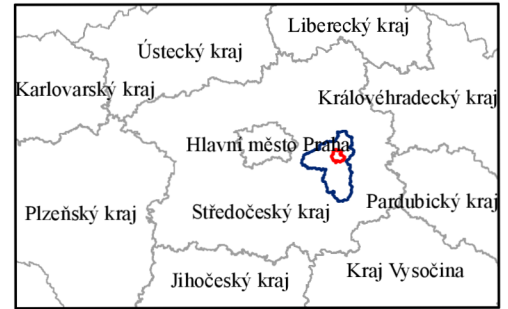 Liberecký kraj
Ústecký kraj
Karlovarský kraj
Královéhradecký kraj
Hlavní město Praha
Plzeňský kraj
Středočeský kraj
Pardubický kraj
Jihočeský kraj
Kraj Vysočina